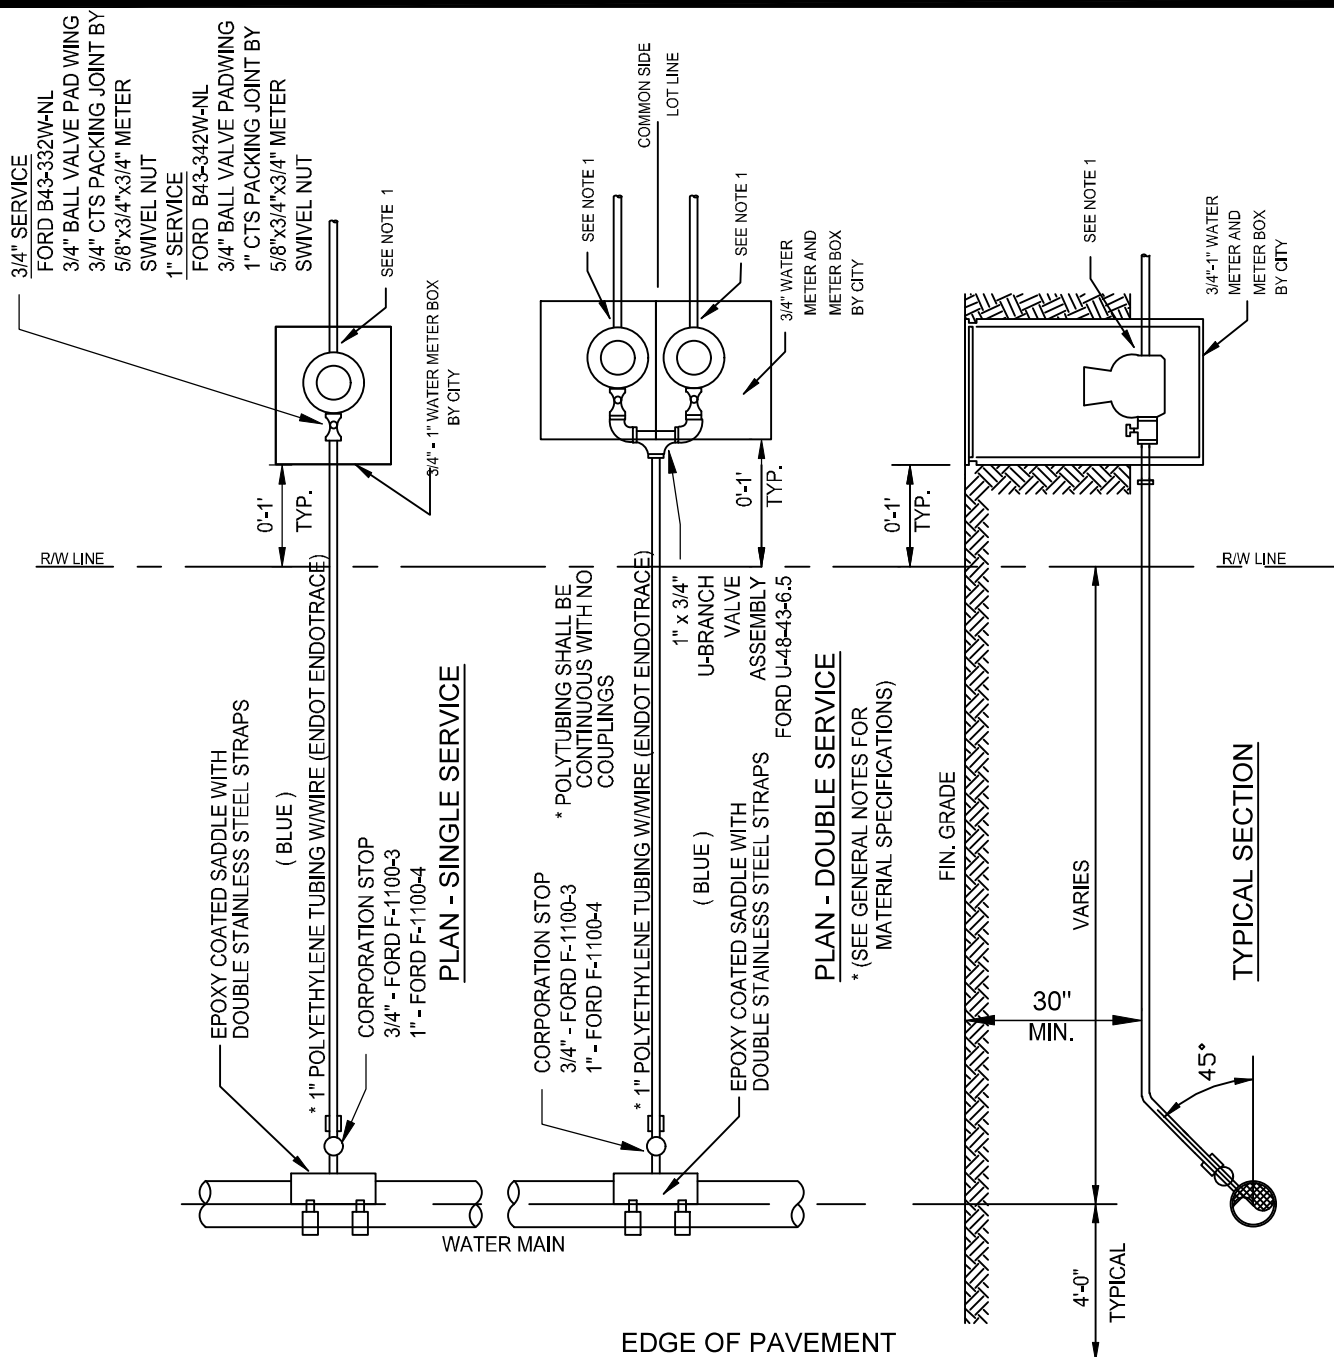 3/4" SERVICE
FORD B43-332W-NL
3/4" BALL VALVE PAD WING
3/4" CTS PACKING JOINT BY
5/8"x3/4"x3/4" METER
SWIVEL NUT
1" SERVICE
FORD B43-342W-NL
3/4" BALL VALVE PADWING
1" CTS PACKING JOINT BY
5/8"x3/4"x3/4" METER
SWIVEL NUT
SEE NOTE 1
3/4" - 1" WATER METER BOX
BY CITY
0'-1'
TYP.
R/W LINE
* 1" POLYETHYLENE TUBING W/WIRE (ENDOT ENDOTRACE)
( BLUE )
EPOXY COATED SADDLE WITH
DOUBLE STAINLESS STEEL STRAPS
CORPORATION STOP
3/4" - FORD F-1100-3
1" - FORD F-1100-4
PLAN - SINGLE SERVICE
COMMON SIDE
LOT LINE
SEE NOTE 1
SEE NOTE 1
3/4" WATER
METER AND
METER BOX
BY CITY
0'-1'
TYP.
1" x 3/4"
U-BRANCH
VALVE
ASSEMBLY
FORD U-48-43-6.5
* POLYTUBING SHALL BE
CONTINUOUS WITH NO
COUPLINGS
* 1" POLYETHYLENE TUBING W/WIRE (ENDOT ENDOTRACE)
( BLUE )
CORPORATION STOP
3/4" - FORD F-1100-3
1" - FORD F-1100-4
EPOXY COATED SADDLE WITH
DOUBLE STAINLESS STEEL STRAPS
PLAN - DOUBLE SERVICE
* (SEE GENERAL NOTES FOR
MATERIAL SPECIFICATIONS)
WATER MAIN
SEE NOTE 1
3/4"-1" WATER
METER AND
METER BOX
BY CITY
0'-1'
TYP.
R/W LINE
FIN. GRADE
VARIES
30"
MIN.
45°
TYPICAL SECTION
4'-0"
TYPICAL
EDGE OF PAVEMENT